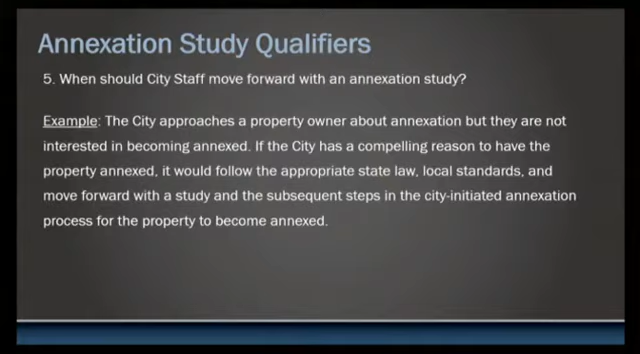 Annexation Study Qualifiers
5. When should City Staff move forward with an annexation study?
Example: The City approaches a property owner about annexation but they are not
interested in becoming annexed. If the City has a compelling reason to have the
property annexed, it would follow the appropriate state law, local standards, and
move forward with a study and the subsequent steps in the city-initiated annexation
process for the property to become annexed.